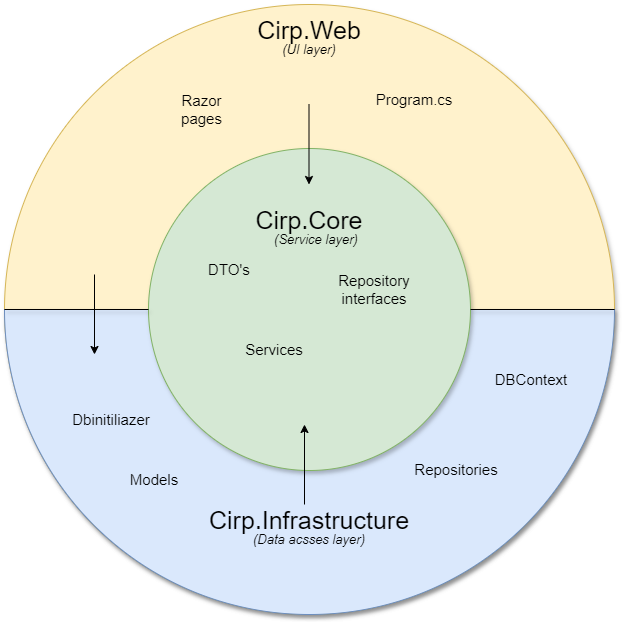 Cirp.Web
(UI layer)
Razor
pages
Program.cs
Cirp.Core
(Service layer)
DTO's
Repository
interfaces
Services
DBContext
Dbinitiliazer
Repositories
Models
Cirp.Infrastructure
(Data acsses layer)